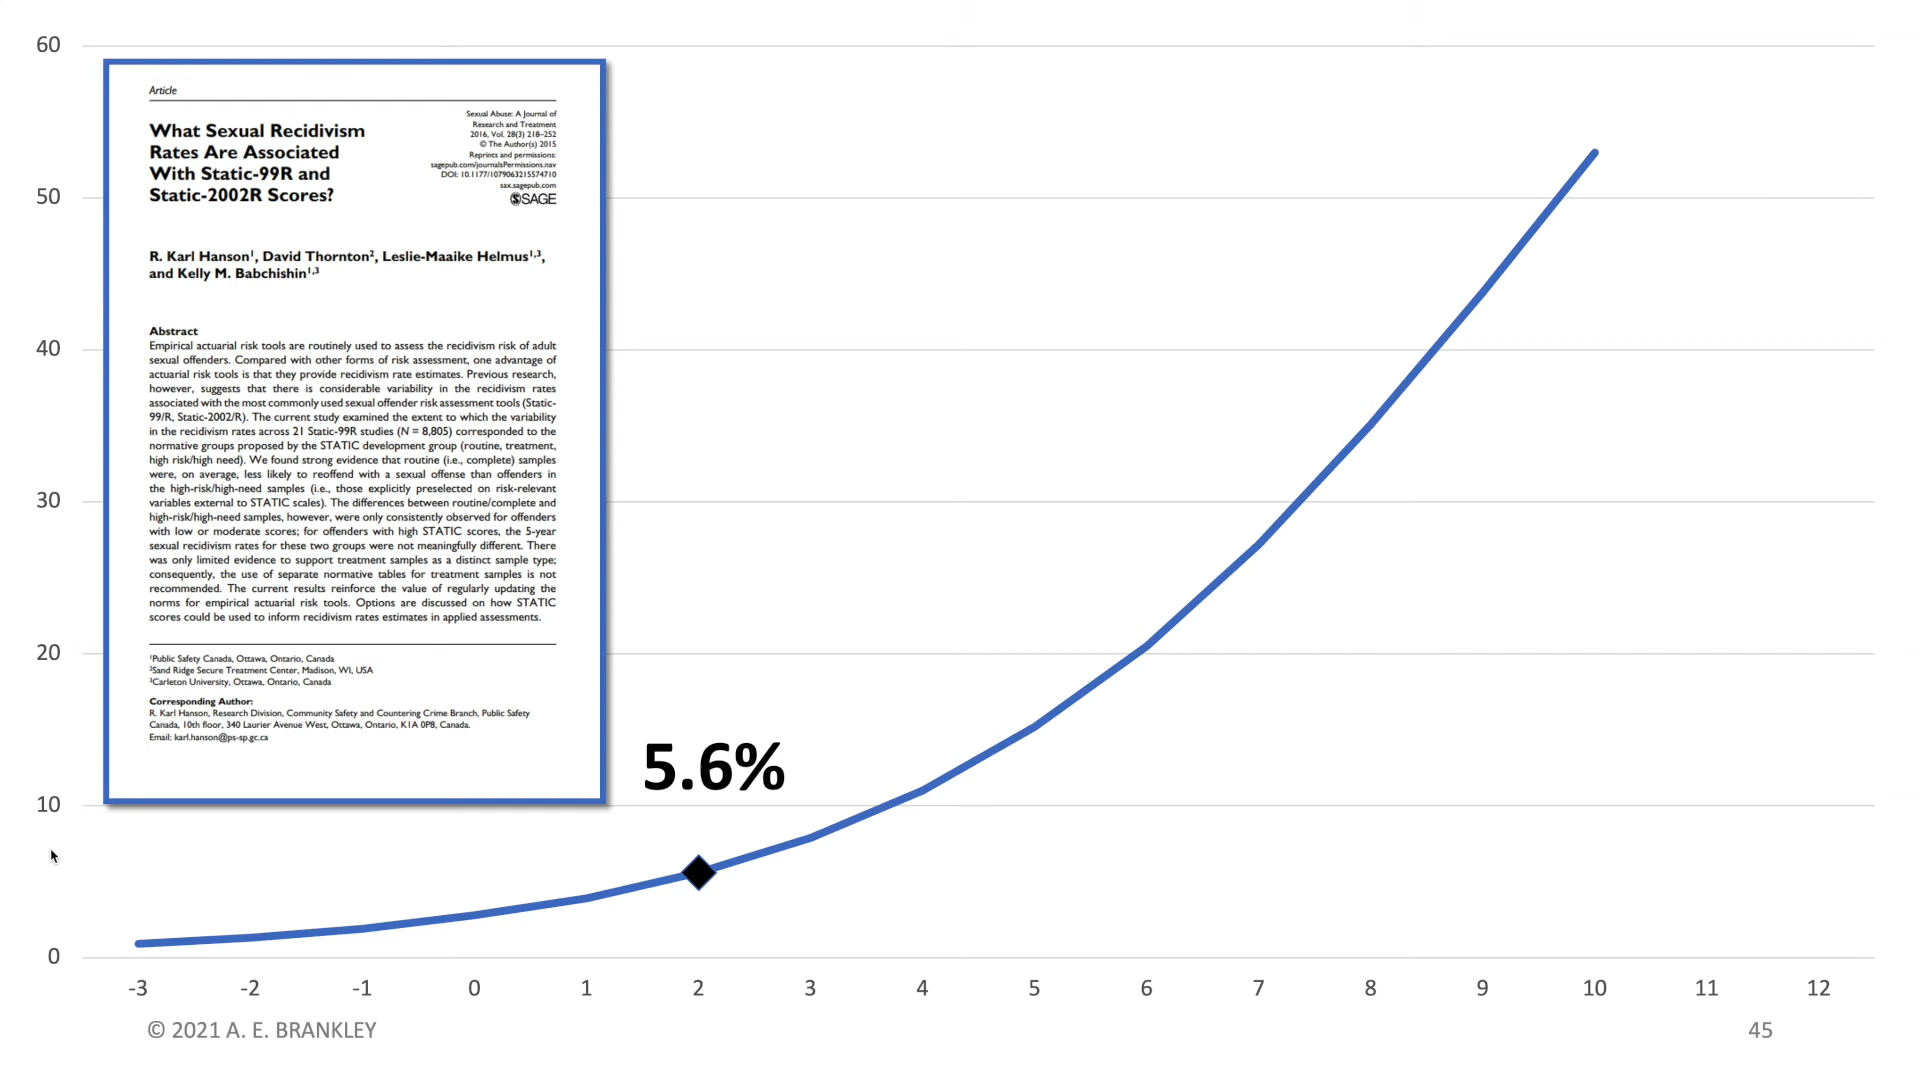 60
50
40
30
20
10
0
Article
What Sexual Recidivism
Rates Are Associated
With Static-99R and
Static-2002R Scores?
Sexual Abuse: A Journal of
Research and Treatment
2016, Vol. 28(3) 218–252
© The Author(s) 2015
Reprints and permissions:
sagepub.com/journalsPermissions.nav
DOI: 10.1177/1079063215574710
sax.sagepub.com
SAGE
R. Karl Hanson¹, David Thornton², Leslie-Maaike Helmus¹,³,
and Kelly M. Babchishin¹,³
Abstract
Empirical actuarial risk tools are routinely used to assess the recidivism risk of adult
sexual offenders. Compared with other forms of risk assessment, one advantage of
actuarial risk tools is that they provide recidivism rate estimates. Previous research,
however, suggests that there is considerable variability in the recidivism rates
associated with the most commonly used sexual offender risk assessment tools (Static-
99/R, Static-2002/R). The current study examined the extent to which the variability
in the recidivism rates across 21 Static-99R studies (N = 8,805) corresponded to the
normative groups proposed by the STATIC development group (routine, treatment,
high risk/high need). We found strong evidence that routine (i.e., complete) samples
were, on average, less likely to reoffend with a sexual offense than offenders in
the high-risk/high-need samples (i.e., those explicitly preselected on risk-relevant
variables external to STATIC scales). The differences between routine/complete and
high-risk/high-need samples, however, were only consistently observed for offenders
with low or moderate scores; for offenders with high STATIC scores, the 5-year
sexual recidivism rates for these two groups were not meaningfully different. There
was only limited evidence to support treatment samples as a distinct sample type;
consequently, the use of separate normative tables for treatment samples is not
recommended. The current results reinforce the value of regularly updating the
norms for empirical actuarial risk tools. Options are discussed on how STATIC
scores could be used to inform recidivism rates estimates in applied assessments.
¹Public Safety Canada, Ottawa, Ontario, Canada
²Sand Ridge Secure Treatment Center, Madison, WI, USA
³Carleton University, Ottawa, Ontario, Canada
Corresponding Author:
R. Karl Hanson, Research Division, Community Safety and Countering Crime Branch, Public Safety
Canada, 10th floor, 340 Laurier Avenue West, Ottawa, Ontario, K1A 0P8, Canada.
Email: karl.hanson@ps-sp.gc.ca
5.6%
-3 -2 -1 0 1 2 3 4 5 6 7 8 9 10 11 12
© 2021 A. E. BRANKLEY
45